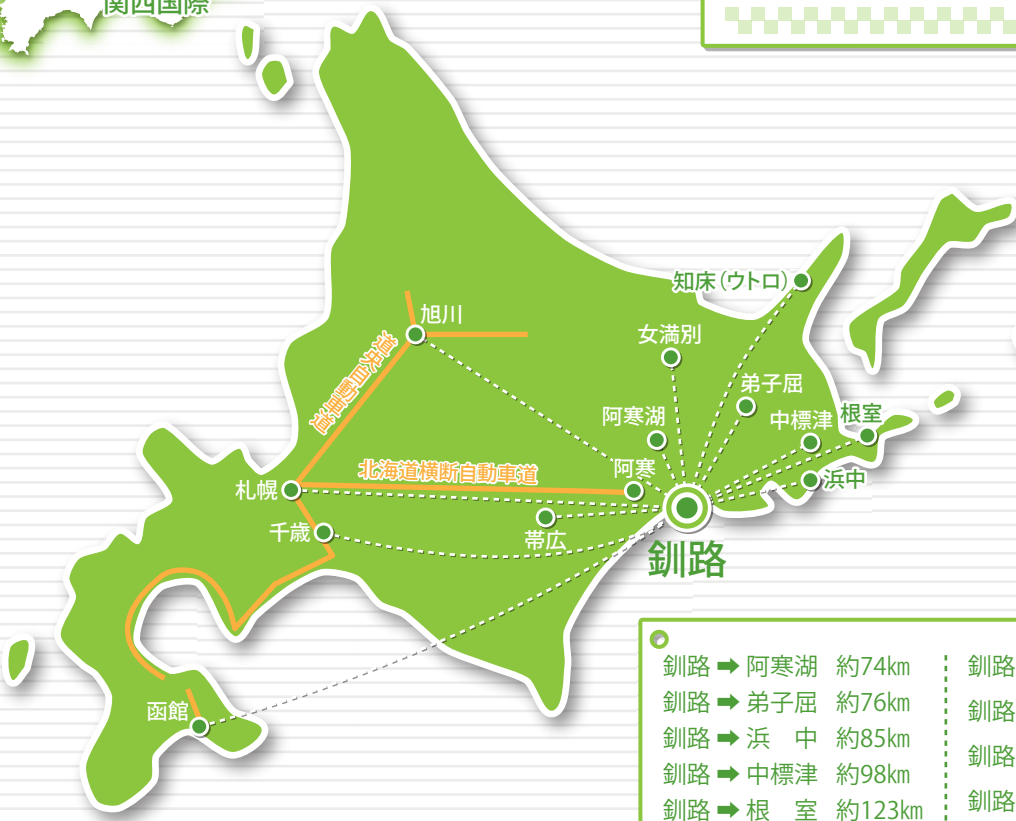 関西国際
知床（ウトロ）
旭川
女満別
道央自動車道
弟子屈
阿寒湖
中標津
根室
阿寒
北海道横断自動車道
浜中
札幌
千歳
帯広
釧路
函館
釧路 ➡ 阿寒湖 約74km
釧路 ➡ 弟子屈 約76km
釧路 ➡ 浜　中 約85km
釧路 ➡ 中標津 約98km
釧路 ➡ 根　室 約123km
釧路
釧路
釧路
釧路